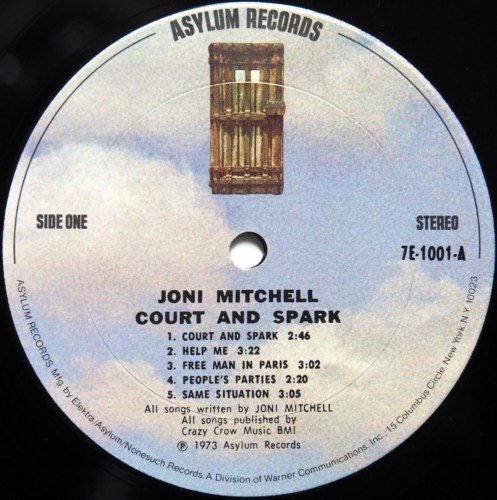 ASYLUM RECORDS
SIDE ONE
STEREO
7E-1001-A
JONI MITCHELL
COURT AND SPARK
1. COURT AND SPARK 2:46
2. HELP ME 3:22
3. FREE MAN IN PARIS 3:02
4. PEOPLE'S PARTIES 2:20
5. SAME SITUATION 3:05
All songs written by JONI MITCHELL
All songs published by
Crazy Crow Music BMI
℗ 1973 Asylum Records
ASYLUM RECORDS Mfg. by Elektra/Asylum/Nonesuch Records. A Division of Warner Communications, Inc. 15 Columbus Circle, New York, N.Y. 10023